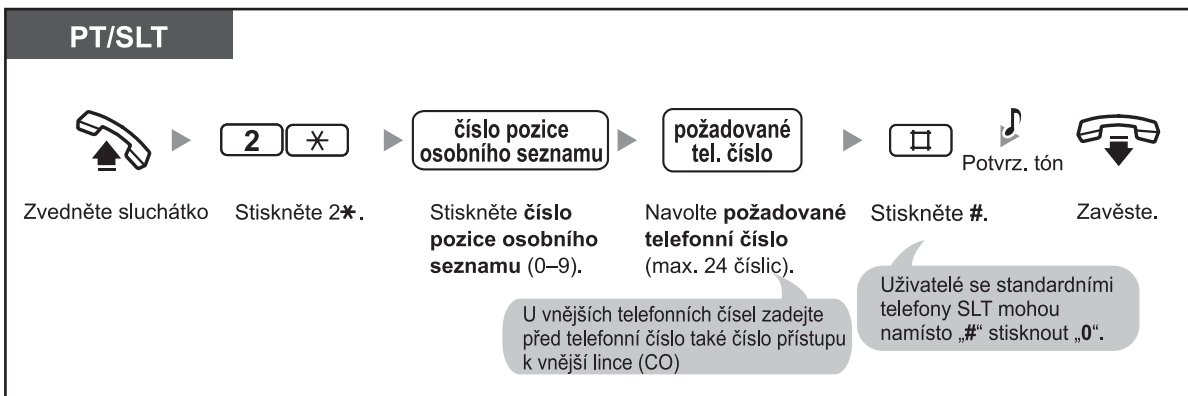 PT/SLT
2 ✱
číslo pozice
osobního seznamu
požadované
tel. číslo
#
Potvrz. tón
Zvedněte sluchátko
Stiskněte 2✱.
Stiskněte číslo
pozice osobního
seznamu (0–9).
Navolte požadované
telefonní číslo
(max. 24 číslic).
Stiskněte #.
Zavěste.
U vnějších telefonních čísel zadejte
před telefonní číslo také číslo přístupu
k vnější lince (CO)
Uživatelé se standardními
telefony SLT mohou
namísto „#“ stisknout „0“.